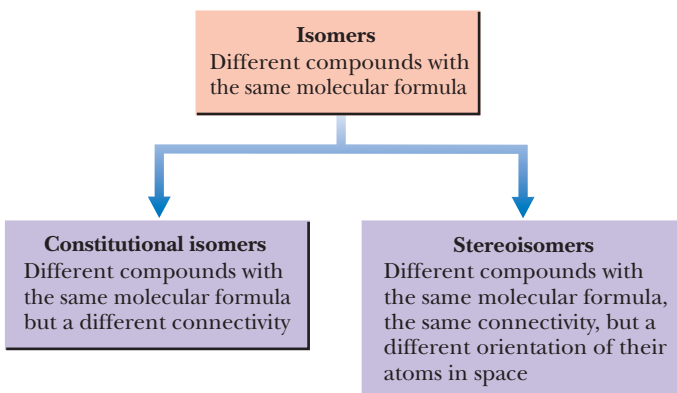 Isomers
Different compounds with
the same molecular formula
Constitutional isomers
Different compounds with
the same molecular formula
but a different connectivity
Stereoisomers
Different compounds with
the same molecular formula,
the same connectivity, but a
different orientation of their
atoms in space